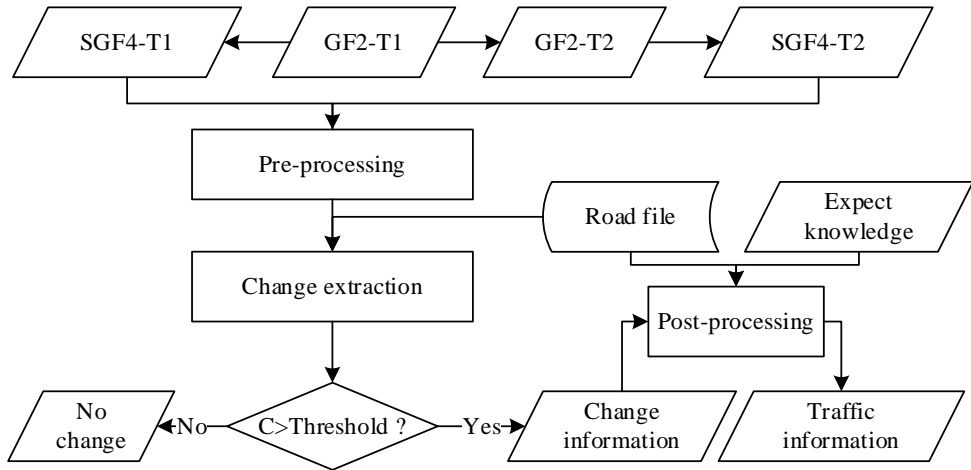 SGF4-T1
GF2-T1
GF2-T2
SGF4-T2
Pre-processing
Road file
Expect
knowledge
Change extraction
Post-processing
No
change
No
C>Threshold ?
Yes
Change
information
Traffic
information